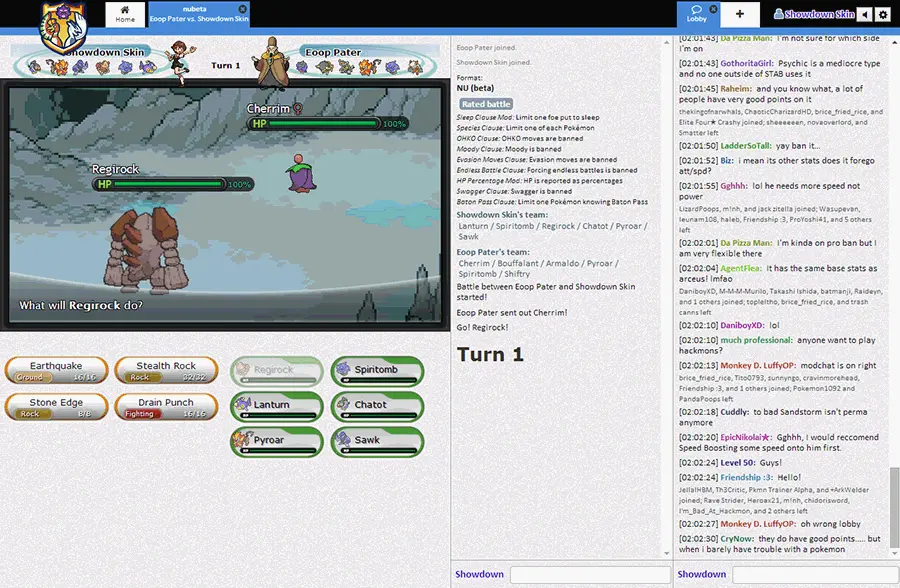 Home
nubeta
Eoop Pater vs. Showdown Skin
Lobby
+
Showdown Skin
Showdown Skin
Turn 1
Eoop Pater
Cherrim ♀
HP 100%
Regirock
HP 100%
What will Regirock do?
Earthquake
Ground 16/16
Stealth Rock
Rock 32/32
Stone Edge
Rock 8/8
Drain Punch
Fighting 16/16
Regirock
Spiritomb
Lanturn
Chatot
Pyroar
Sawk
Eoop Pater joined.
Showdown Skin joined.
Format:
NU (beta)
Rated battle
Sleep Clause Mod: Limit one foe put to sleep
Species Clause: Limit one of each Pokémon
OHKO Clause: OHKO moves are banned
Moody Clause: Moody is banned
Evasion Moves Clause: Evasion moves are banned
Endless Battle Clause: Forcing endless battles is banned
HP Percentage Mod: HP is reported as percentages
Swagger Clause: Swagger is banned
Baton Pass Clause: Limit one Pokémon knowing Baton Pass
Showdown Skin's team:
Lanturn / Spiritomb / Regirock / Chatot / Pyroar /
Sawk
Eoop Pater's team:
Cherrim / Bouffalant / Armaldo / Pyroar /
Spiritomb / Shiftry
Battle between Eoop Pater and Showdown Skin
started!
Eoop Pater sent out Cherrim!
Go! Regirock!
Turn 1
Showdown
[02:01:43] Da Pizza Man: I'm not sure for which side
I'm on
[02:01:43] GothoritaGirl: Psychic is a mediocre type
and no one outside of STAB uses it
[02:01:45] Raheim: and you know what, a lot of
people have very good points on it
thekingofnarwhals, ChaoticCharizardHD, brice_fried_rice, and
Elite Four★ Crashy joined; sheeeeeen, novaoverlord, and
Smatter left
[02:01:50] LadderSoTall: yay ban it...
[02:01:52] Biz: i mean its other stats does it forego
att/spd?
[02:01:55] Gghhh: lol he needs more speed not
power
LizardPoops, m!nh, and jack zitella joined; Wasupevan,
leunam108, haleb, Friendship :3, ProYoshi41, and 5 others
left
[02:02:01] Da Pizza Man: I'm kinda on pro ban but I
am very flexible there
[02:02:04] AgentFlea: It has the same base stats as
arceus! lmfao
DaniboyXD, M-M-M-Murilo, Takashi Ishida, batmanji, Raideyn,
and 1 others joined; topleltho, brice_fried_rice, and trash
canns left
[02:02:10] DaniboyXD: lol
[02:02:10] much professional: anyone want to play
hackmons?
[02:02:13] Monkey D. LuffyOP: modchat is on right
brice_fried_rice, Tito0793, sunnyngo, cravinmorehead,
Friendship :3, and 1 others joined; Pokemon1092 and
PandaPoops left
[02:02:18] Cuddly: to bad Sandstorm isn't perma
anymore
[02:02:20] EpicNikolai★: Gghhh, I would reccomend
Speed Boosting some speed onto him first.
[02:02:24] Level 50: Guys!
[02:02:24] Friendship :3: Hello!
JellalHBM, Th3Critic, Pkmn Trainer Alpha, and +ArkWelder
joined; Rave Strider, Heroax21, m!nh, chidorisword,
I'm_Bad_At_Hackmon, and 2 others left
[02:02:27] Monkey D. LuffyOP: oh wrong lobby
[02:02:30] CryNow: they do have good points..... but
when i barely have trouble with a pokemon
Showdown